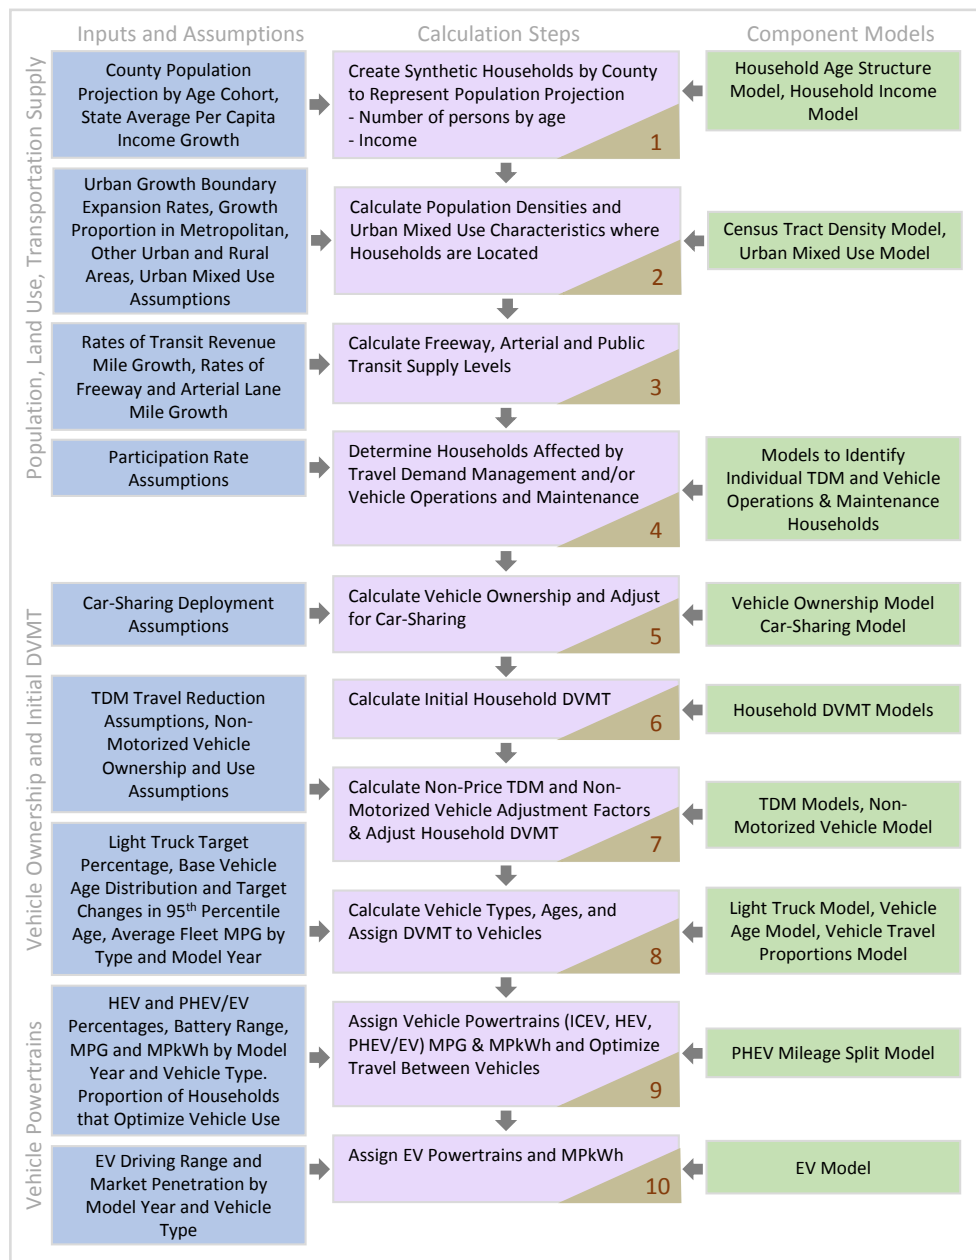 Inputs and Assumptions
Calculation Steps
Component Models
Population, Land Use, Transportation Supply
County Population
Projection by Age Cohort,
State Average Per Capita
Income Growth
Create Synthetic Households by County
to Represent Population Projection
- Number of persons by age
- Income
1
Household Age Structure
Model, Household Income
Model
Urban Growth Boundary
Expansion Rates, Growth
Proportion in Metropolitan,
Other Urban and Rural
Areas, Urban Mixed Use
Assumptions
Calculate Population Densities and
Urban Mixed Use Characteristics where
Households are Located
2
Census Tract Density Model,
Urban Mixed Use Model
Rates of Transit Revenue
Mile Growth, Rates of
Freeway and Arterial Lane
Mile Growth
Calculate Freeway, Arterial and Public
Transit Supply Levels
3
Participation Rate
Assumptions
Determine Households Affected by
Travel Demand Management and/or
Vehicle Operations and Maintenance
4
Models to Identify
Individual TDM and Vehicle
Operations & Maintenance
Households
Vehicle Ownership and Initial DVMT
Car-Sharing Deployment
Assumptions
Calculate Vehicle Ownership and Adjust
for Car-Sharing
5
Vehicle Ownership Model
Car-Sharing Model
TDM Travel Reduction
Assumptions, Non-
Motorized Vehicle
Ownership and Use
Assumptions
Calculate Initial Household DVMT
6
Household DVMT Models
Calculate Non-Price TDM and Non-
Motorized Vehicle Adjustment Factors
& Adjust Household DVMT
7
TDM Models, Non-
Motorized Vehicle Model
Light Truck Target
Percentage, Base Vehicle
Age Distribution and Target
Changes in 95th Percentile
Age, Average Fleet MPG by
Type and Model Year
Calculate Vehicle Types, Ages, and
Assign DVMT to Vehicles
8
Light Truck Model, Vehicle
Age Model, Vehicle Travel
Proportions Model
Vehicle Powertrains
HEV and PHEV/EV
Percentages, Battery Range,
MPG and MPkWh by Model
Year and Vehicle Type.
Proportion of Households
that Optimize Vehicle Use
Assign Vehicle Powertrains (ICEV, HEV,
PHEV/EV) MPG & MPkWh and Optimize
Travel Between Vehicles
9
PHEV Mileage Split Model
EV Driving Range and
Market Penetration by
Model Year and Vehicle
Type
Assign EV Powertrains and MPkWh
10
EV Model